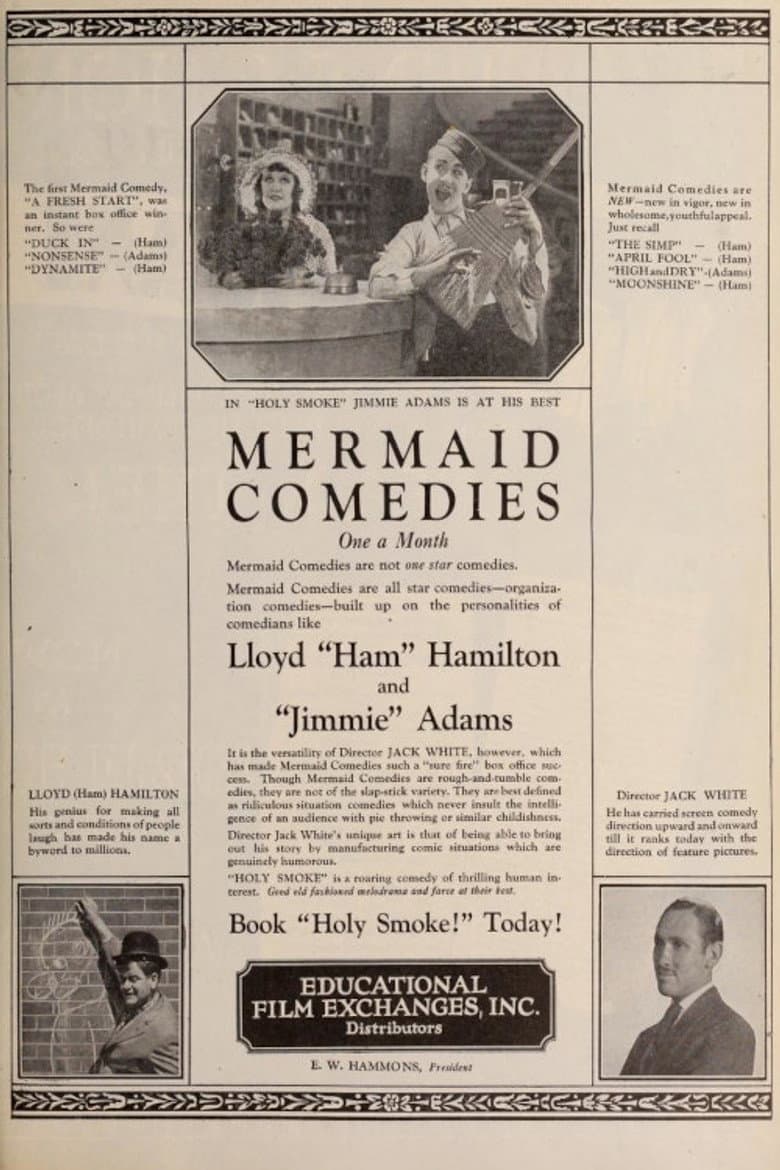 The first Mermaid Comedy,
"A FRESH START", was
an instant box office win-
ner. So were
"DUCK IN" — (Ham)
"NONSENSE" — (Adams)
"DYNAMITE" — (Ham)
Mermaid Comedies are
NEW—new in vigor, new in
wholesome, youthful appeal.
Just recall
"THE SIMP" — (Ham)
"APRIL FOOL" — (Ham)
"HIGH and DRY"-(Adams)
"MOONSHINE" — (Ham)
IN "HOLY SMOKE" JIMMIE ADAMS IS AT HIS BEST
MERMAID
COMEDIES
One a Month
Mermaid Comedies are not one star comedies.
Mermaid Comedies are all star comedies—organiza-
tion comedies—built up on the personalities of
comedians like
Lloyd "Ham" Hamilton
and
"Jimmie" Adams
It is the versatility of Director JACK WHITE, however, which
has made Mermaid Comedies such a "sure fire" box office suc-
cess. Though Mermaid Comedies are rough-and-tumble com-
edies, they are not of the slap-stick variety. They are best defined
as ridiculous situation comedies which never insult the intelli-
gence of an audience with pie throwing or similar childishness.
Director Jack White's unique art is that of being able to bring
out his story by manufacturing comic situations which are
genuinely humorous.
"HOLY SMOKE" is a roaring comedy of thrilling human in-
terest. Good old fashioned melodrama and farce at their best.
Book "Holy Smoke!" Today!
EDUCATIONAL
FILM EXCHANGES, INC.
Distributors
E. W. HAMMONS, President
LLOYD (Ham) HAMILTON
His genius for making all
sorts and conditions of people
laugh has made his name a
byword to millions.
Director JACK WHITE
He has carried screen comedy
direction upward and onward
till it ranks today with the
direction of feature pictures.